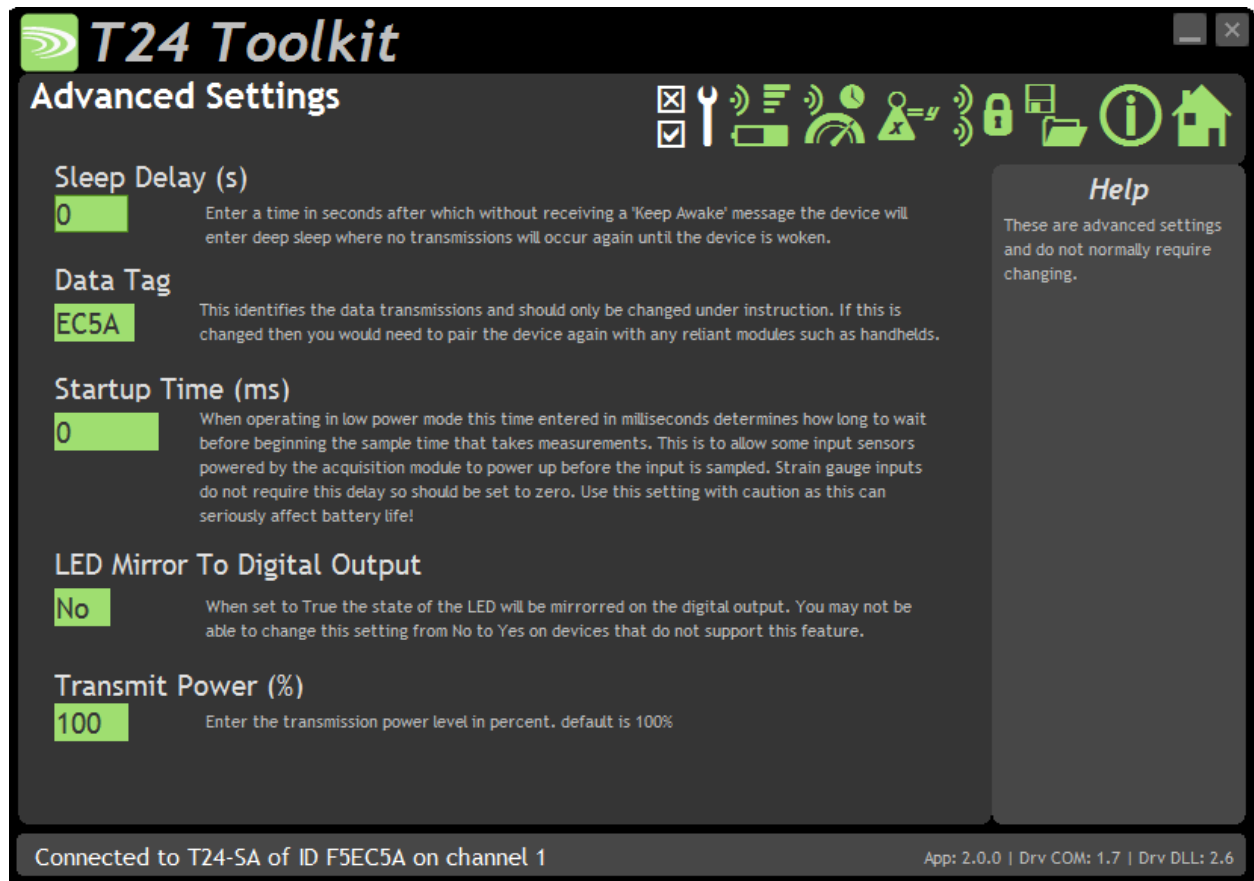 T24 Toolkit
Advanced Settings
x=y
Sleep Delay (s)
0
Enter a time in seconds after which without receiving a 'Keep Awake' message the device will
enter deep sleep where no transmissions will occur again until the device is woken.
Data Tag
EC5A
This identifies the data transmissions and should only be changed under instruction. If this is
changed then you would need to pair the device again with any reliant modules such as handhelds.
Startup Time (ms)
0
When operating in low power mode this time entered in milliseconds determines how long to wait
before beginning the sample time that takes measurements. This is to allow some input sensors
powered by the acquisition module to power up before the input is sampled. Strain gauge inputs
do not require this delay so should be set to zero. Use this setting with caution as this can
seriously affect battery life!
LED Mirror To Digital Output
No
When set to True the state of the LED will be mirrorred on the digital output. You may not be
able to change this setting from No to Yes on devices that do not support this feature.
Transmit Power (%)
100
Enter the transmission power level in percent. default is 100%
Help
These are advanced settings
and do not normally require
changing.
Connected to T24-SA of ID F5EC5A on channel 1
App: 2.0.0 | Drv COM: 1.7 | Drv DLL: 2.6